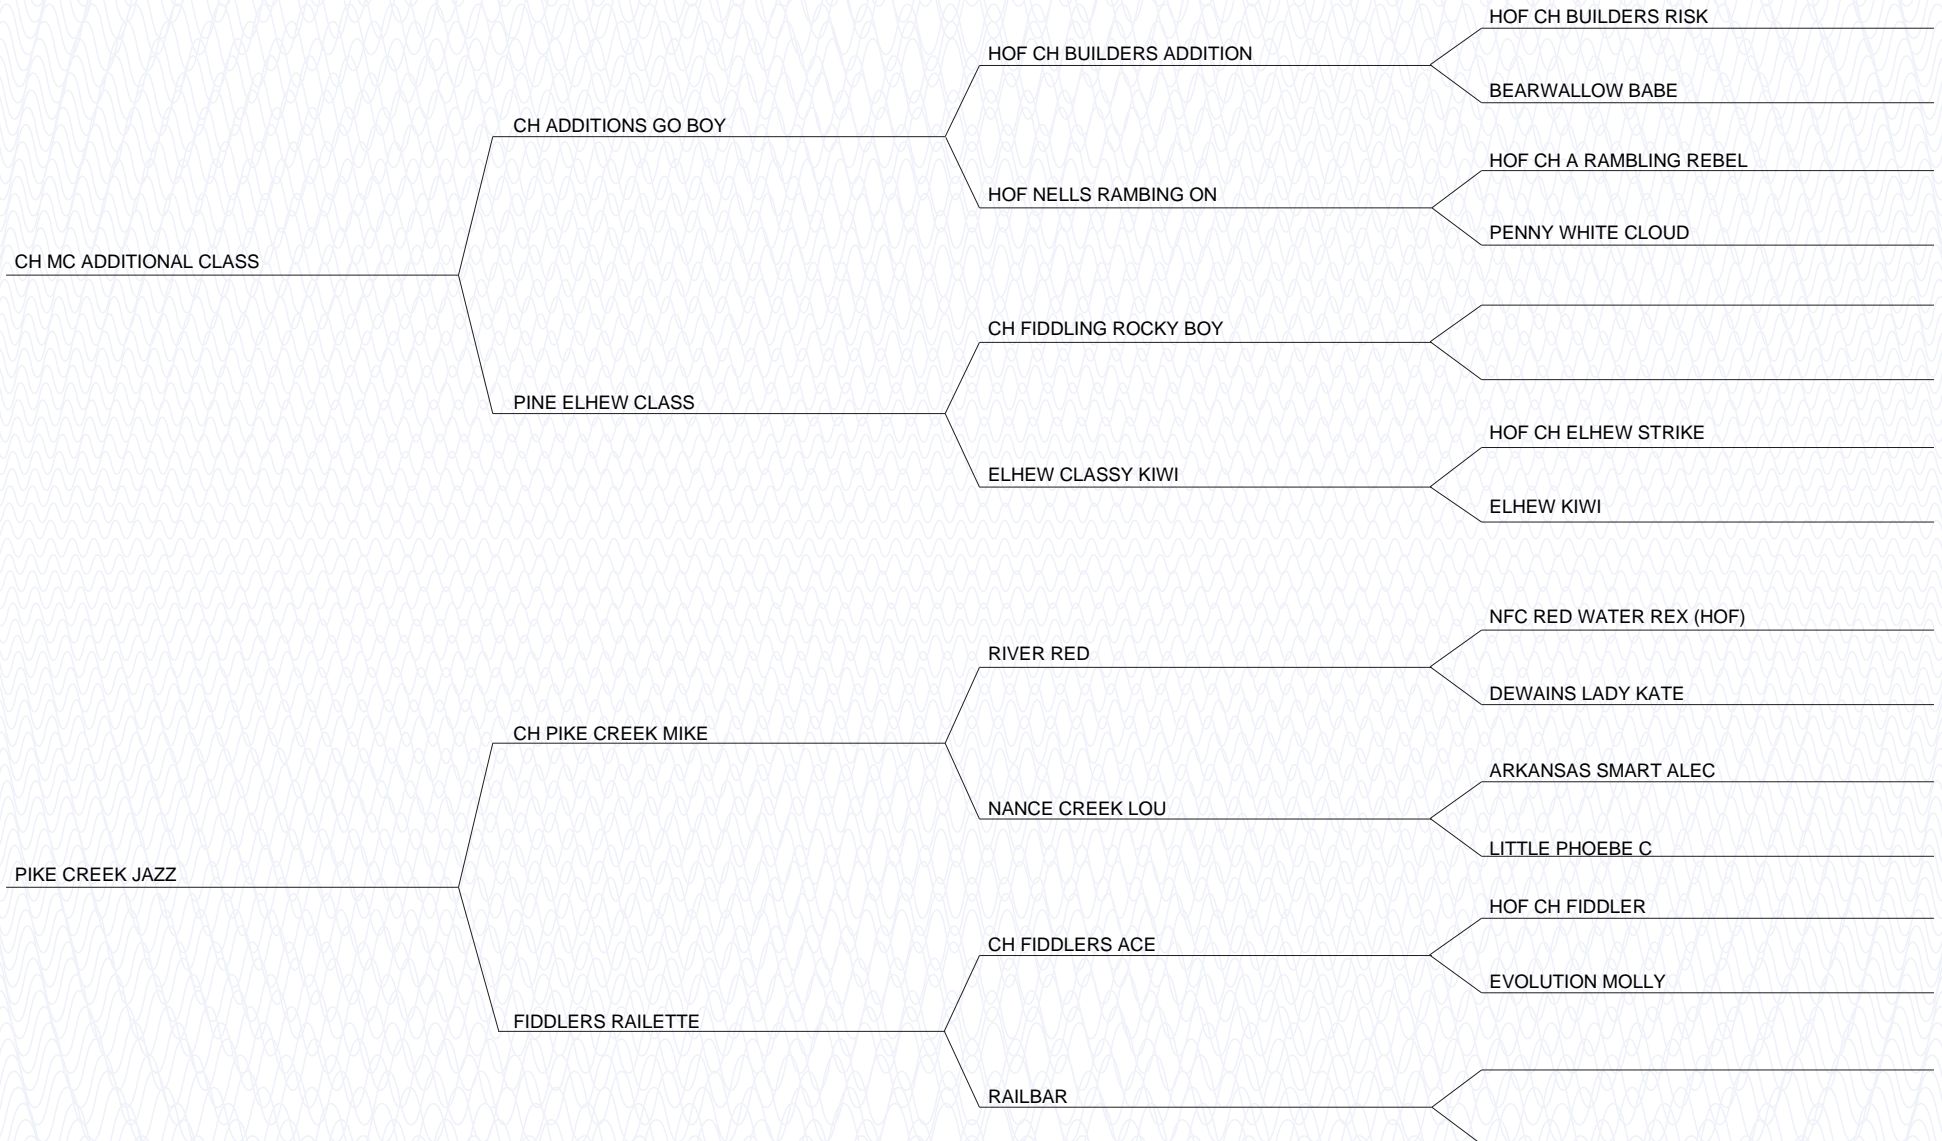 HOF CH BUILDERS RISK
HOF CH BUILDERS ADDITION
BEARWALLOW BABE
CH ADDITIONS GO BOY
HOF CH A RAMBLING REBEL
HOF NELLS RAMBING ON
PENNY WHITE CLOUD
CH MC ADDITIONAL CLASS
CH FIDDLING ROCKY BOY
PINE ELHEW CLASS
HOF CH ELHEW STRIKE
ELHEW CLASSY KIWI
ELHEW KIWI
NFC RED WATER REX (HOF)
RIVER RED
DEWAINS LADY KATE
CH PIKE CREEK MIKE
ARKANSAS SMART ALEC
NANCE CREEK LOU
LITTLE PHOEBE C
PIKE CREEK JAZZ
HOF CH FIDDLER
CH FIDDLERS ACE
EVOLUTION MOLLY
FIDDLERS RAILETTE
RAILBAR